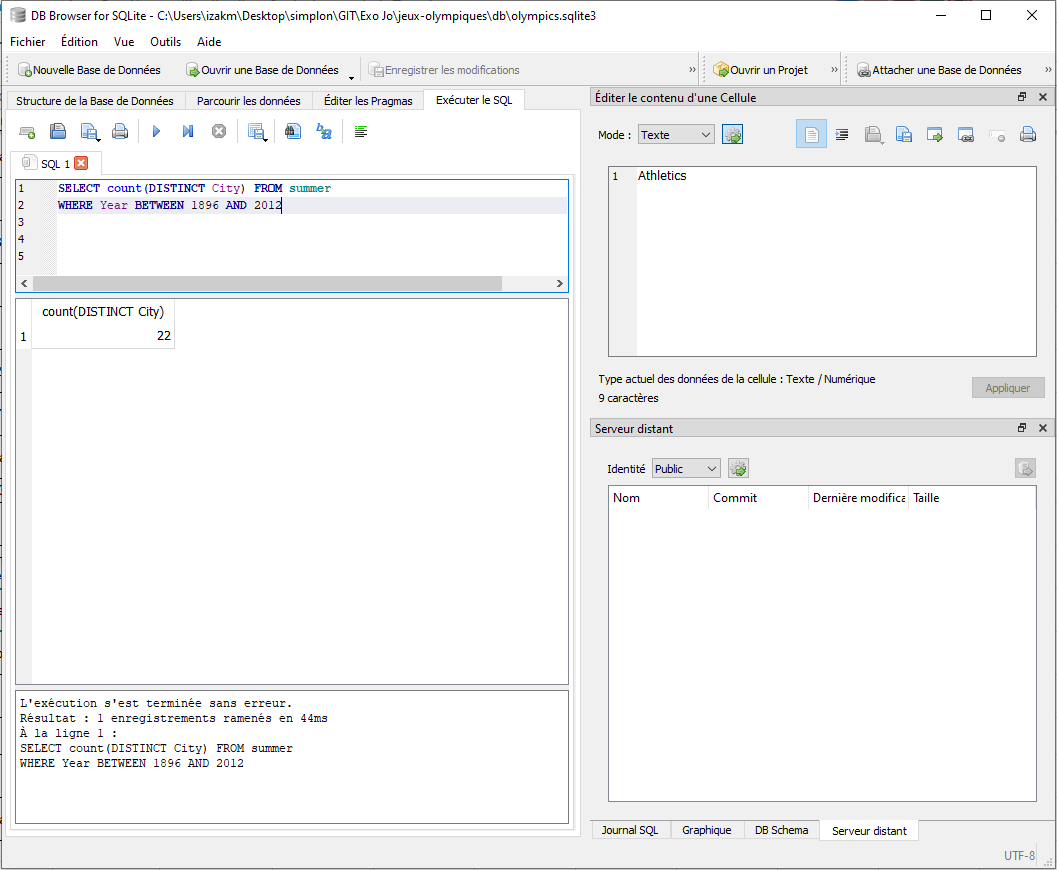 DB Browser for SQLite - C:\Users\izakm\Desktop\simplon\GIT\Exo Jo\jeux-olympiques\db\olympics.sqlite3
Fichier Édition Vue Outils Aide
Nouvelle Base de Données Ouvrir une Base de Données Enregistrer les modifications » Ouvrir un Projet » Attacher une Base de Données »
Structure de la Base de Données Parcourir les données Éditer les Pragmas Exécuter le SQL
SQL 1
1 SELECT count(DISTINCT City) FROM summer
2 WHERE Year BETWEEN 1896 AND 2012
3
4
5
count(DISTINCT City)
1 22
L'exécution s'est terminée sans erreur.
Résultat : 1 enregistrements ramenés en 44ms
À la ligne 1 :
SELECT count(DISTINCT City) FROM summer
WHERE Year BETWEEN 1896 AND 2012
Éditer le contenu d'une Cellule
Mode : Texte
1 Athletics
Type actuel des données de la cellule : Texte / Numérique
9 caractères
Appliquer
Serveur distant
Identité Public
Nom Commit Dernière modifica Taille
Journal SQL Graphique DB Schema Serveur distant
UTF-8